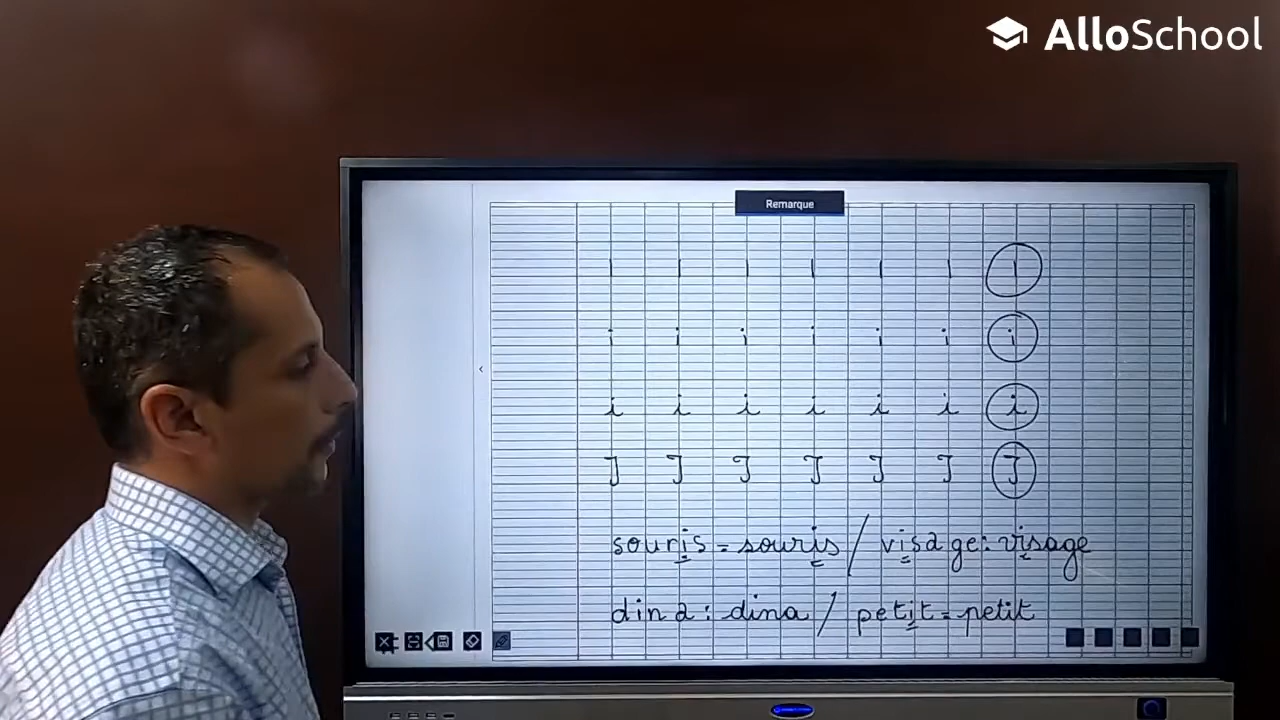 AlloSchool
Remarque
I I I I I I I
i i i i i i i
i i i i i i i
I I I I I I I
souris = souris / visage : visage
dina : dina / petit = petit